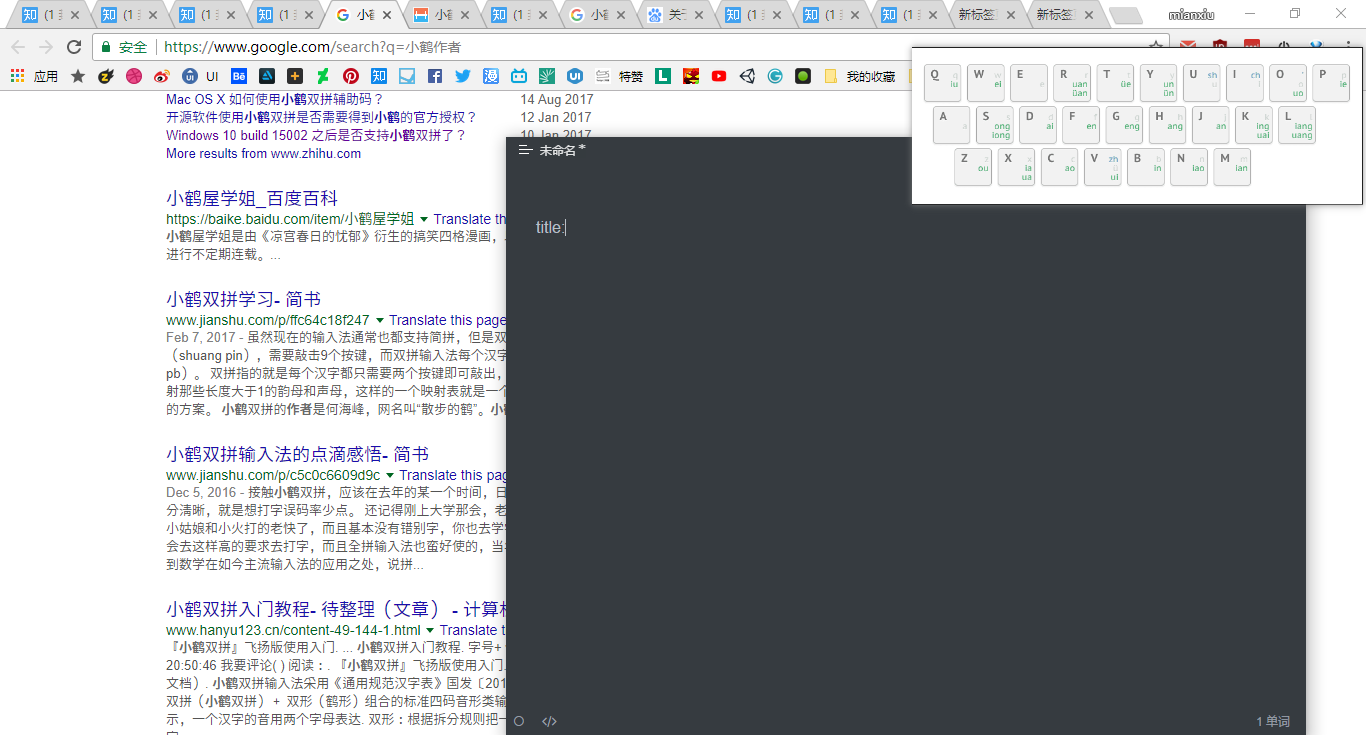 知 (1 知 (1 知 (1 知 (1 小鹤 小鹤 知 (1 小鹤 关于 知 (1 知 (1 知 (1 新标签 新标签 mianxiu
安全 https://www.google.com/search?q=小鹤作者
应用 UI Bē 知 漫 UI 特赞 L 我的收藏
Mac OS X 如何使用小鹤双拼辅助码？ 14 Aug 2017
开源软件使用小鹤双拼是否需要得到小鹤的官方授权？ 12 Jan 2017
Windows 10 build 15002 之后是否支持小鹤双拼了？ 10 Jan 2017
More results from www.zhihu.com
小鹤屋学姐_百度百科
https://baike.baidu.com/item/小鹤屋学姐 Translate th
小鹤屋学姐是由《凉宫春日的忧郁》衍生的搞笑四格漫画，
进行不定期连载。...
小鹤双拼学习- 简书
www.jianshu.com/p/ffc64c18f247 Translate this page
Feb 7, 2017 - 虽然现在的输入法通常也都支持简拼，但是双
（shuang pin），需要敲击9个按键，而双拼输入法每个汉字
pb）。 双拼指的就是每个汉字都只需要两个按键即可敲出，
射那些长度大于1的韵母和声母，这样的一个映射表就是一个
的方案。 小鹤双拼的作者是何海峰，网名叫“散步的鹤”。小
小鹤双拼输入法的点滴感悟- 简书
www.jianshu.com/p/c5c0c6609d9c Translate this pag
Dec 5, 2016 - 接触小鹤双拼，应该在去年的某一个时间，日
分清晰，就是想打字误码率少点。 还记得刚上大学那会，老
小姑娘和小火打的老快了，而且基本没有错别字，你也去学
会去这样高的要求去打字，而且全拼输入法也蛮好使的，当
到数学在如今主流输入法的应用之处，说拼...
小鹤双拼入门教程- 待整理（文章） - 计算机
www.hanyu123.cn/content-49-144-1.html Translate t
『小鹤双拼』飞扬版使用入门. ... 小鹤双拼入门教程. 字号+
20:50:46 我要评论( ) 阅读：. 『小鹤双拼』飞扬版使用入门.
文档）. 小鹤双拼输入法采用《通用规范汉字表》国发〔201
双拼（小鹤双拼）+ 双形（鹤形）组合的标准四码音形类输
示，一个汉字的音用两个字母表达. 双形：根据拆分规则把一
字
未命名 *
title:
</> 1 单词
Q q iu W w ei E e R r uan üan T t üe Y y un ün U sh u I ch i O o uo P p ie
A a S s ong iong D d ai F f en G g eng H h ang J j an K k ing uai L l iang uang
Z z ou X x ia ua C c ao V zh ü ui B b in N n iao M m ian